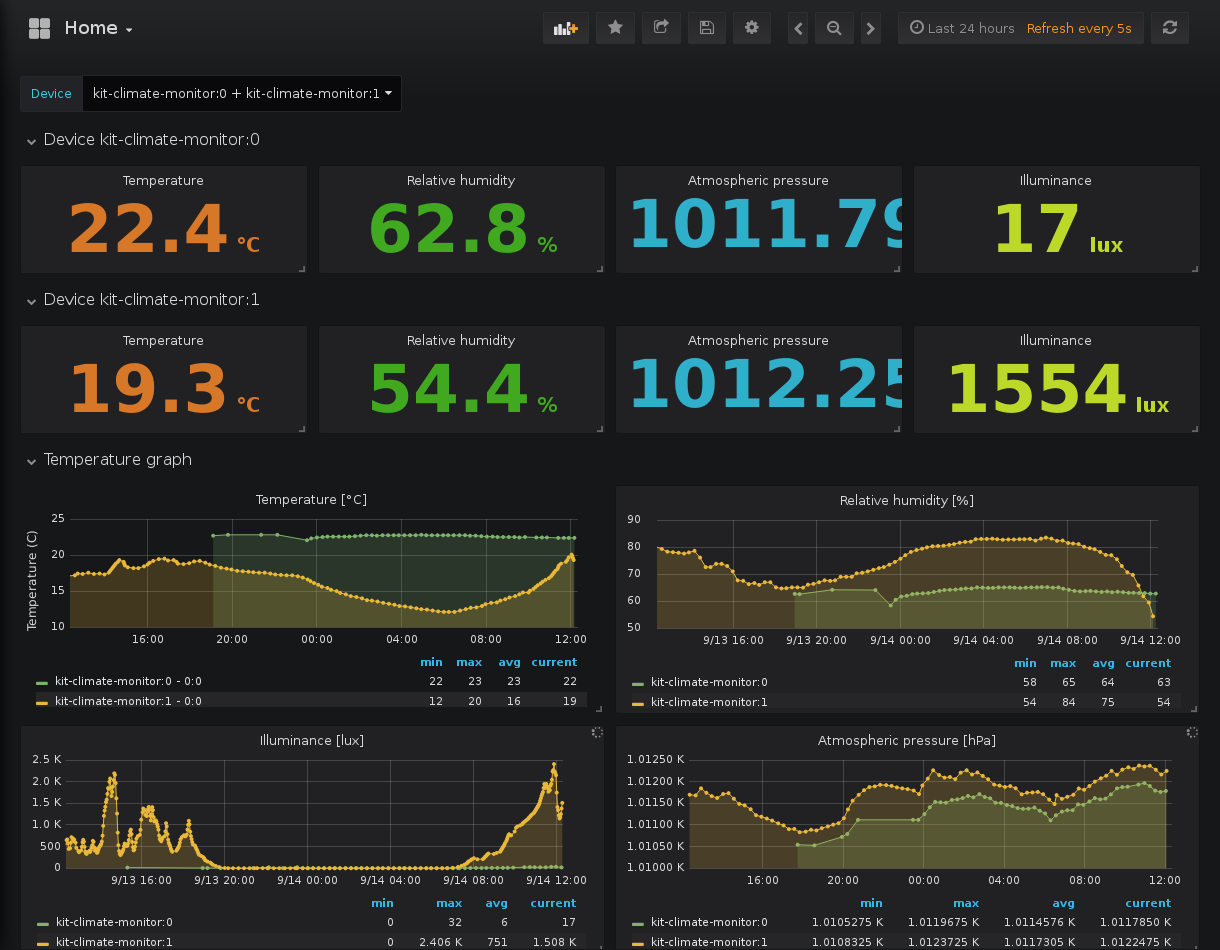 Home
Last 24 hours Refresh every 5s
Device kit-climate-monitor:0 + kit-climate-monitor:1
Device kit-climate-monitor:0
Temperature Relative humidity Atmospheric pressure Illuminance
22.4 °C 62.8 % 1011.79 17 lux
Device kit-climate-monitor:1
Temperature Relative humidity Atmospheric pressure Illuminance
19.3 °C 54.4 % 1012.25 1554 lux
Temperature graph
Temperature [°C]
Temperature (C)
25
20
15
10
16:00 20:00 00:00 04:00 08:00 12:00
min max avg current
kit-climate-monitor:0 - 0:0 22 23 23 22
kit-climate-monitor:1 - 0:0 12 20 16 19
Relative humidity [%]
90
80
70
60
50
9/13 16:00 9/13 20:00 9/14 00:00 9/14 04:00 9/14 08:00 9/14 12:00
min max avg current
kit-climate-monitor:0 58 65 64 63
kit-climate-monitor:1 54 84 75 54
Illuminance [lux]
2.5 K
2.0 K
1.5 K
1.0 K
500
0
9/13 16:00 9/13 20:00 9/14 00:00 9/14 04:00 9/14 08:00 9/14 12:00
min max avg current
kit-climate-monitor:0 0 32 6 17
kit-climate-monitor:1 0 2.406 K 751 1.508 K
Atmospheric pressure [hPa]
1.01250 K
1.01200 K
1.01150 K
1.01100 K
1.01050 K
1.01000 K
16:00 20:00 00:00 04:00 08:00 12:00
min max avg current
kit-climate-monitor:0 1.0105275 K 1.0119675 K 1.0114576 K 1.0117850 K
kit-climate-monitor:1 1.0108325 K 1.0123725 K 1.0117305 K 1.0122475 K